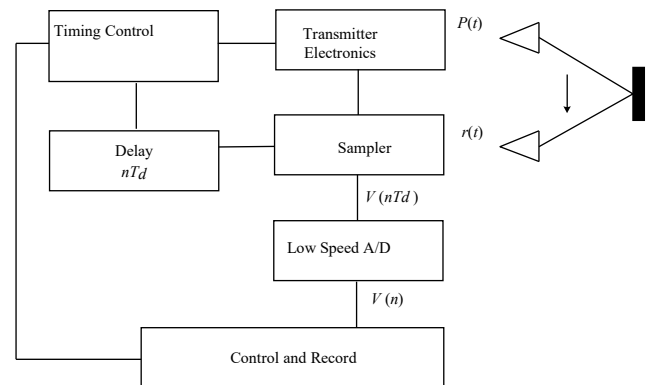 Timing Control
Transmitter
Electronics
P(t)
Delay
nTd
Sampler
r(t)
V (nTd )
Low Speed A/D
V (n)
Control and Record